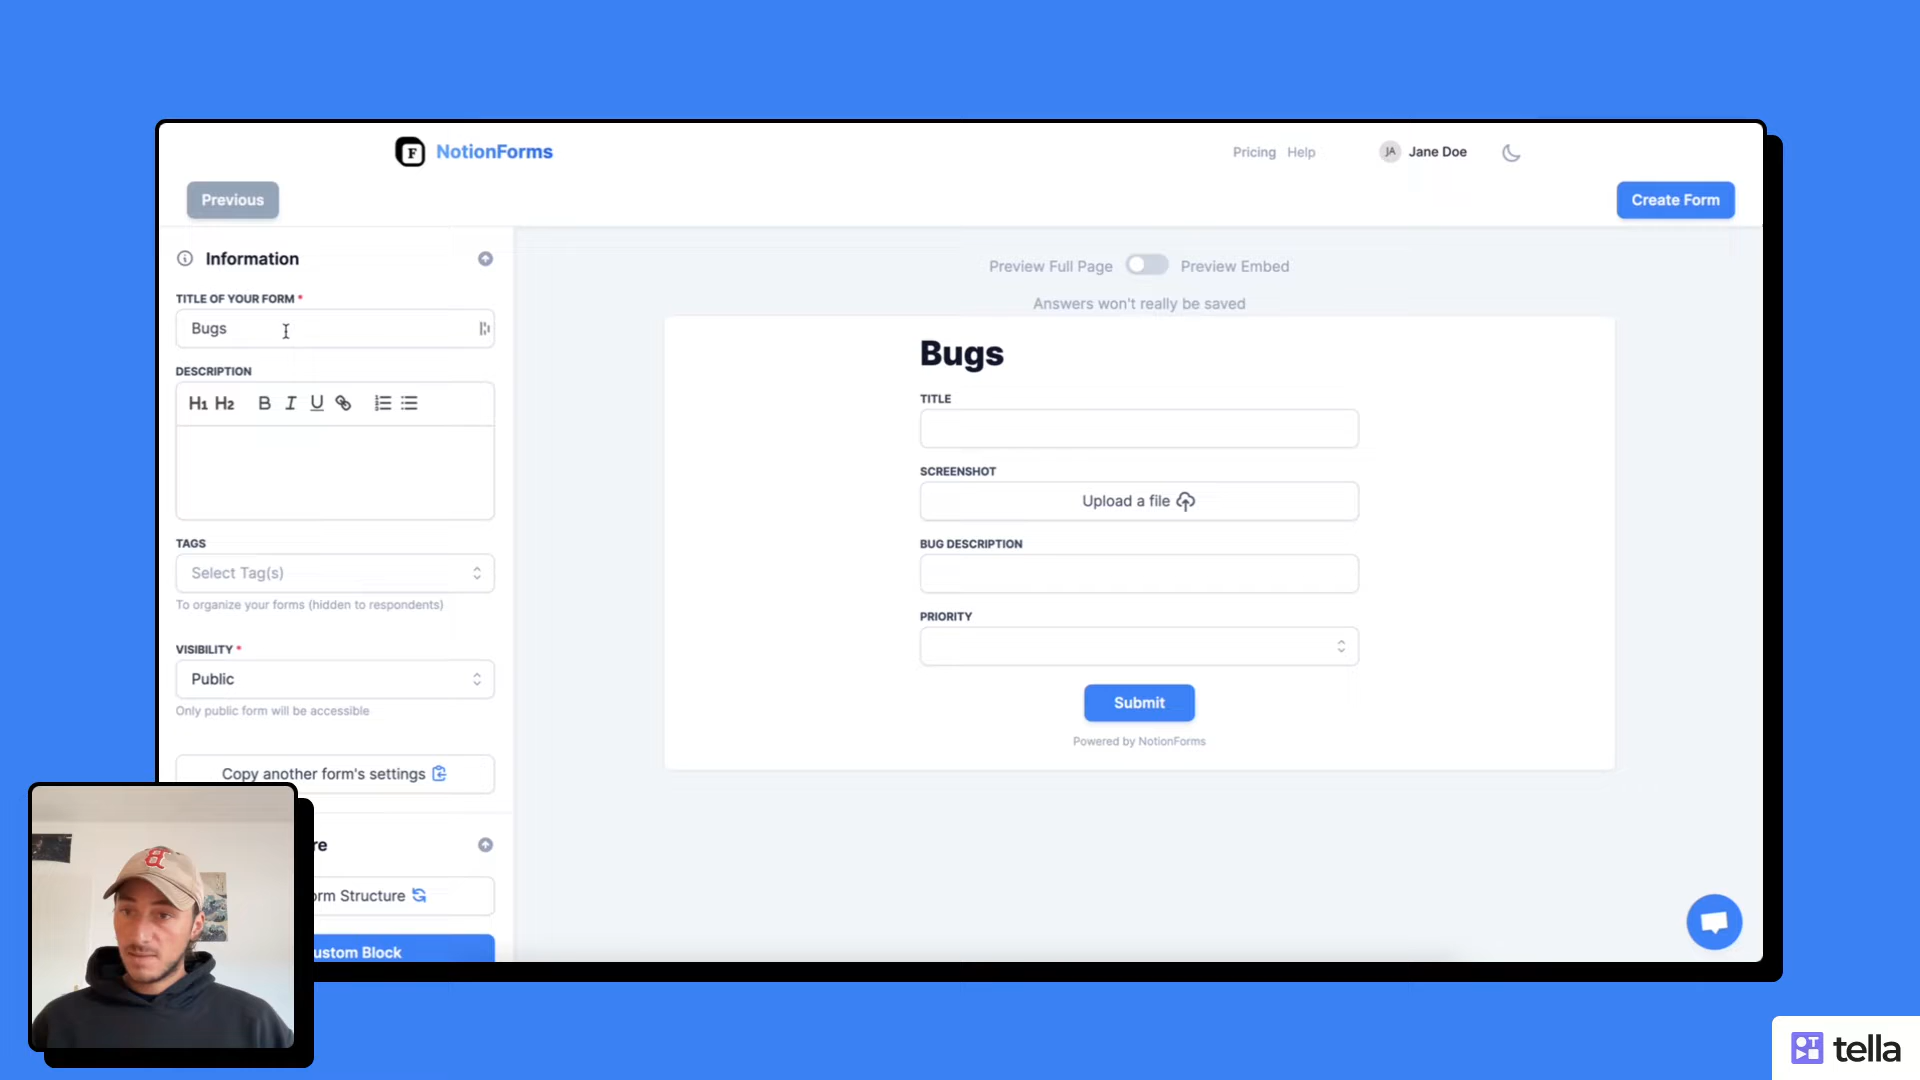 NotionForms
Pricing Help
JA Jane Doe
Previous
Create Form
Information
TITLE OF YOUR FORM *
Bugs
DESCRIPTION
H1 H2 B I U
TAGS
Select Tag(s)
To organize your forms (hidden to respondents)
VISIBILITY *
Public
Only public form will be accessible
Copy another form's settings
re
orm Structure
ustom Block
Preview Full Page Preview Embed
Answers won't really be saved
Bugs
TITLE
SCREENSHOT
Upload a file
BUG DESCRIPTION
PRIORITY
Submit
Powered by NotionForms
tella